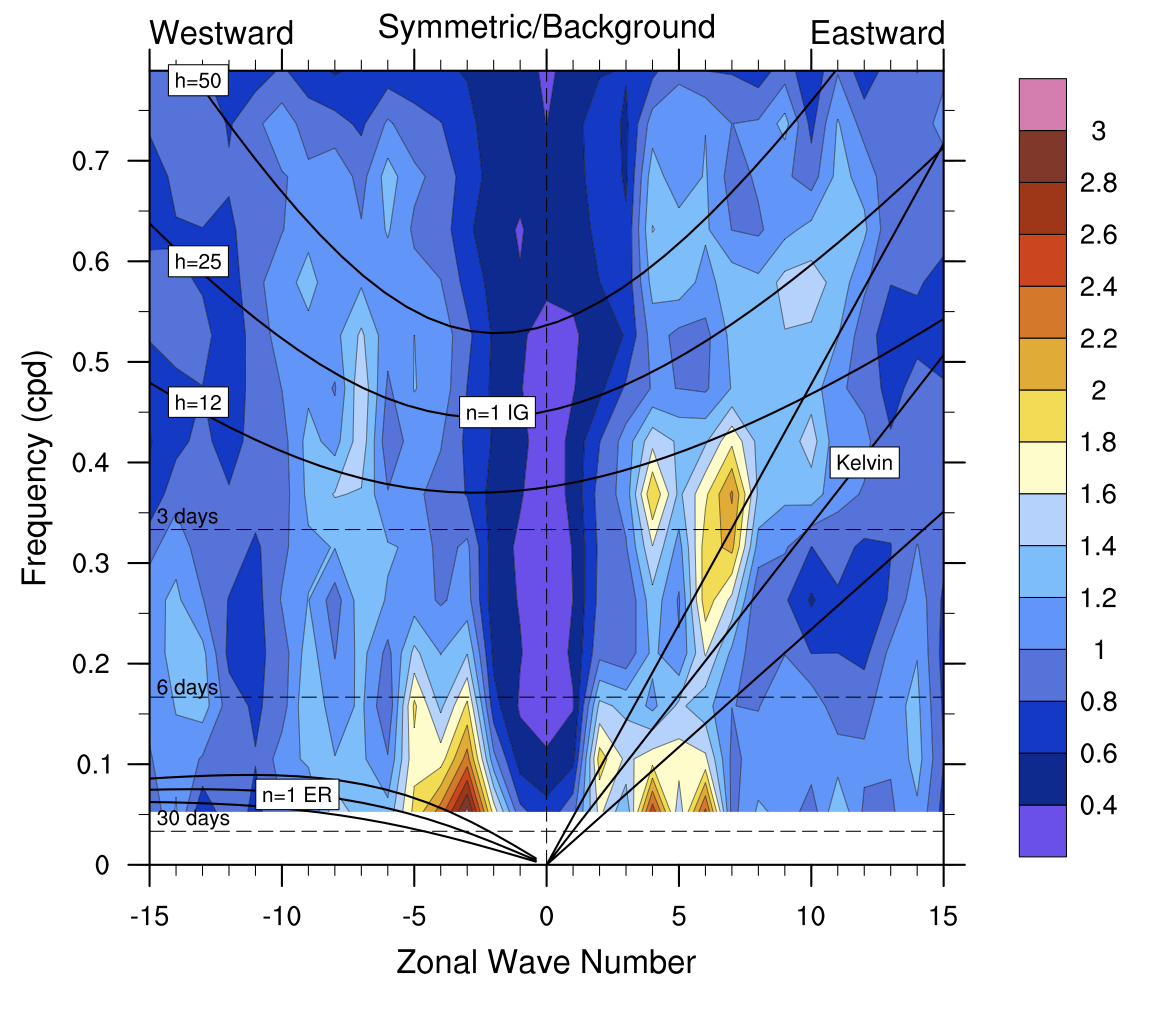 Westward Symmetric/Background Eastward
h=50
3
0.7
2.8
2.6
h=25
0.6
2.4
2.2
0.5
2
h=12
n=1 IG
1.8
Kelvin
0.4
1.6
3 days
1.4
0.3
1.2
1
0.2
6 days
0.8
0.6
0.1
n=1 ER
0.4
30 days
0
-15 -10 -5 0 5 10 15
Zonal Wave Number
Frequency (cpd)